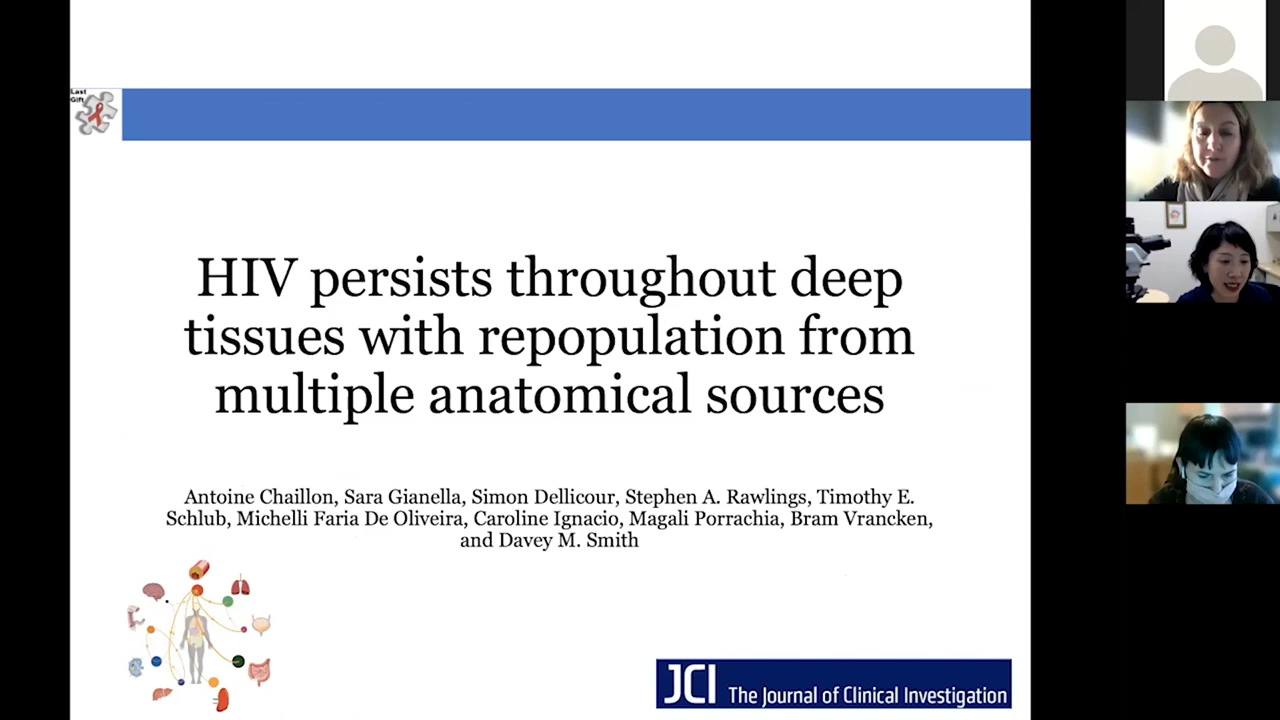 Last
Gift
HIV persists throughout deep
tissues with repopulation from
multiple anatomical sources
Antoine Chaillon, Sara Gianella, Simon Dellicour, Stephen A. Rawlings, Timothy E.
Schlub, Michelli Faria De Oliveira, Caroline Ignacio, Magali Porrachia, Bram Vrancken,
and Davey M. Smith
JCI The Journal of Clinical Investigation